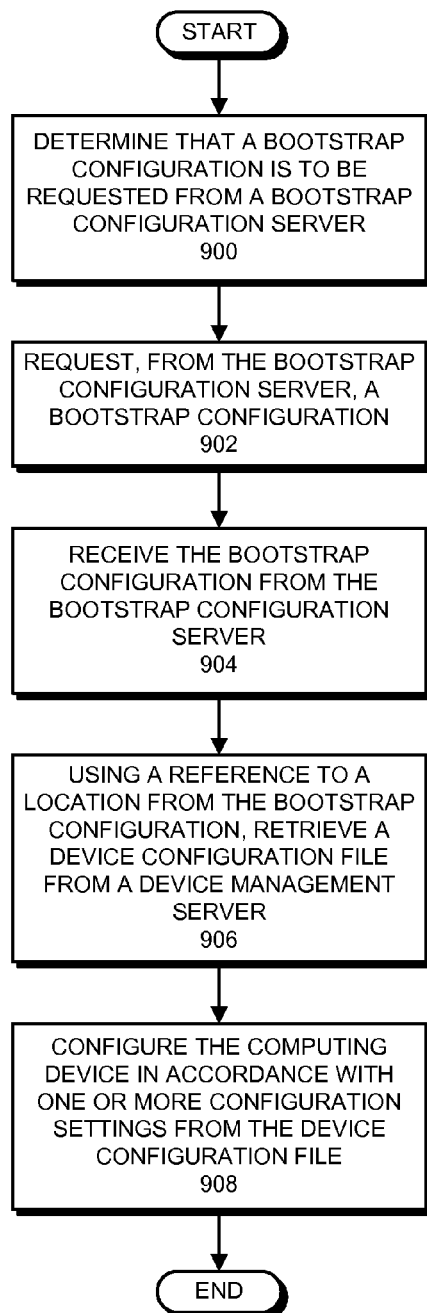 START
DETERMINE THAT A BOOTSTRAP
CONFIGURATION IS TO BE
REQUESTED FROM A BOOTSTRAP
CONFIGURATION SERVER
900
REQUEST, FROM THE BOOTSTRAP
CONFIGURATION SERVER, A
BOOTSTRAP CONFIGURATION
902
RECEIVE THE BOOTSTRAP
CONFIGURATION FROM THE
BOOTSTRAP CONFIGURATION
SERVER
904
USING A REFERENCE TO A
LOCATION FROM THE BOOTSTRAP
CONFIGURATION, RETRIEVE A
DEVICE CONFIGURATION FILE
FROM A DEVICE MANAGEMENT
SERVER
906
CONFIGURE THE COMPUTING
DEVICE IN ACCORDANCE WITH
ONE OR MORE CONFIGURATION
SETTINGS FROM THE DEVICE
CONFIGURATION FILE
908
END